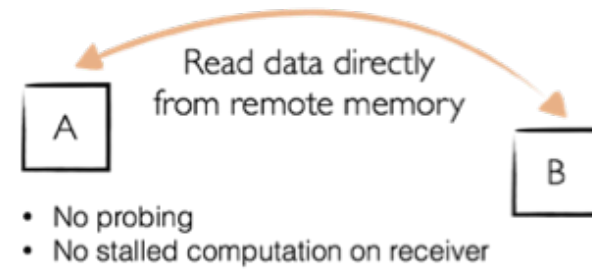 Read data directly
from remote memory
A
B
• No probing
• No stalled computation on receiver